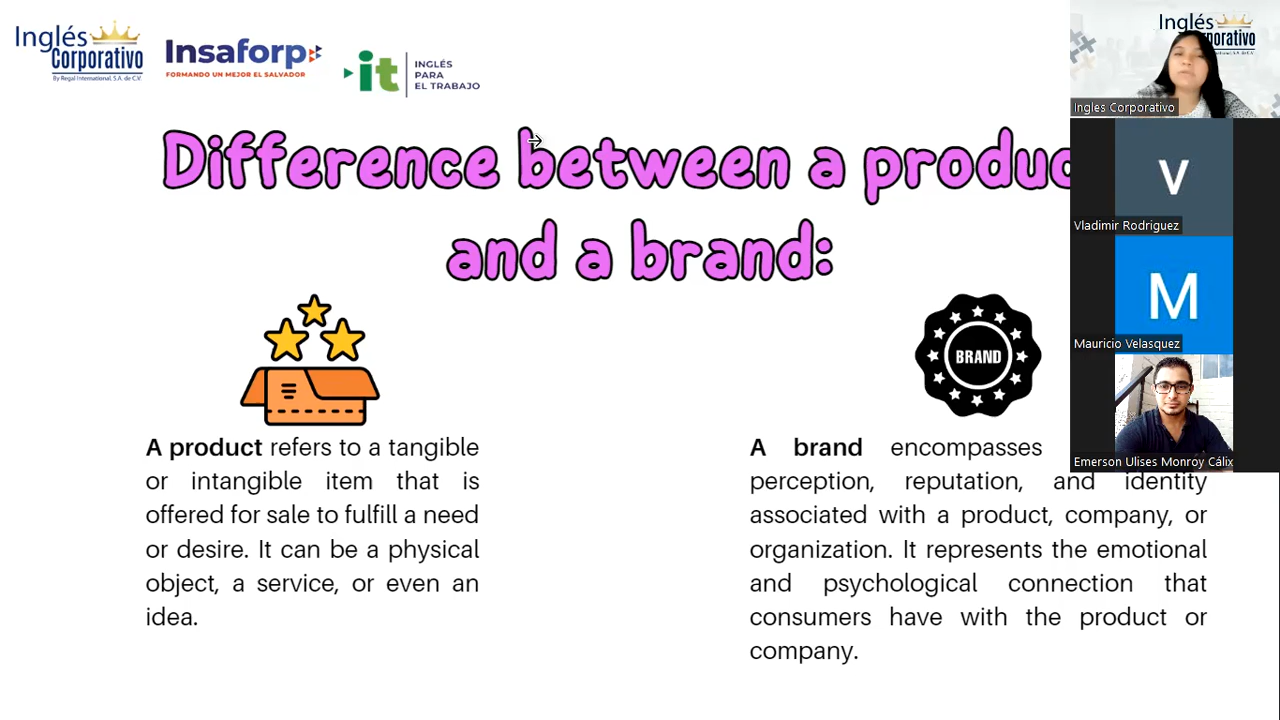 Inglés
Corporativo
By Regal International, S.A. de C.V.
Insaforp
FORMANDO UN MEJOR EL SALVADOR
it
INGLÉS
PARA
EL TRABAJO
Difference between a produc
and a brand:
BRAND
A product refers to a tangible
or intangible item that is
offered for sale to fulfill a need
or desire. It can be a physical
object, a service, or even an
idea.
A brand encompasses
perception, reputation, and identity
associated with a product, company, or
organization. It represents the emotional
and psychological connection that
consumers have with the product or
company.
Inglés
Corporativo
Ingles Corporativo
V
Vladimir Rodríguez
M
Mauricio Velasquez
Emerson Ulises Monroy Cálix